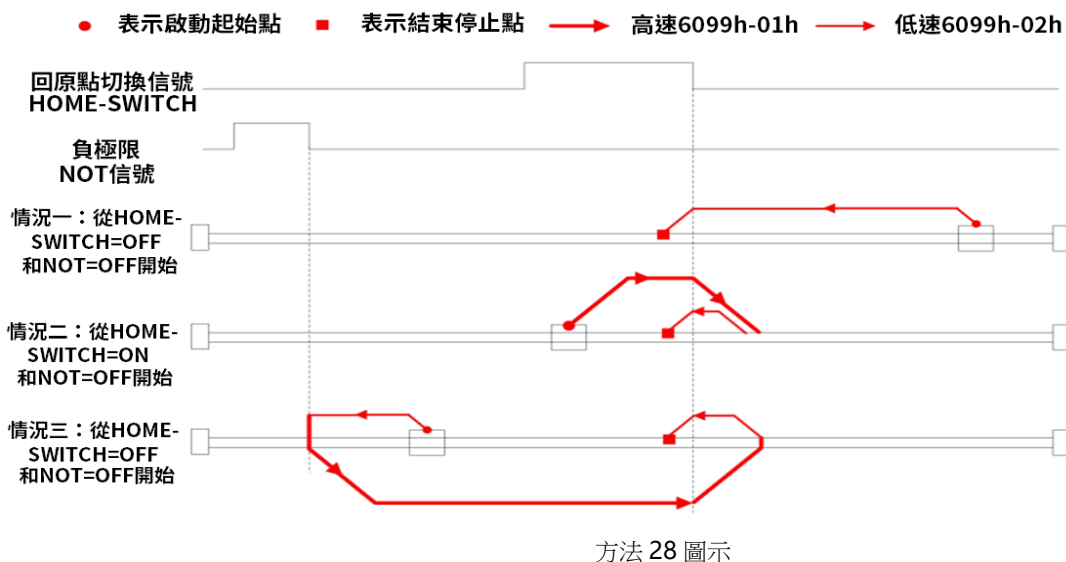 表示啟動起始點 表示結束停止點 高速6099h-01h 低速6099h-02h
回原點切換信號
HOME-SWITCH
負極限
NOT信號
情況一：從HOME-
SWITCH=OFF
和NOT=OFF開始
情況二：從HOME-
SWITCH=ON
和NOT=OFF開始
情況三：從HOME-
SWITCH=OFF
和NOT=OFF開始
方法 28 圖示